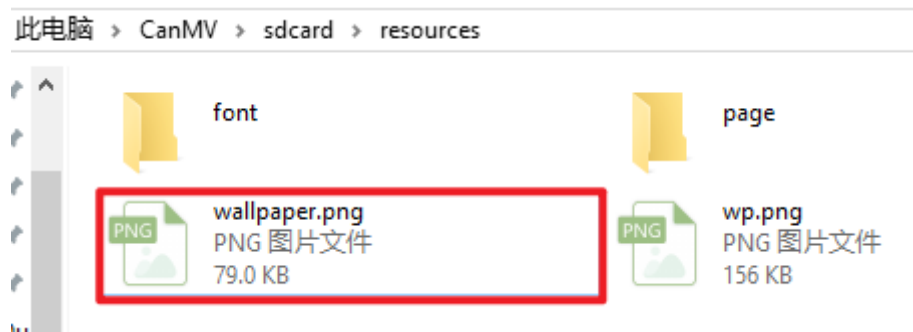 此电脑 > CanMV > sdcard > resources
font
page
PNG
wallpaper.png
PNG 图片文件
79.0 KB
PNG
wp.png
PNG 图片文件
156 KB